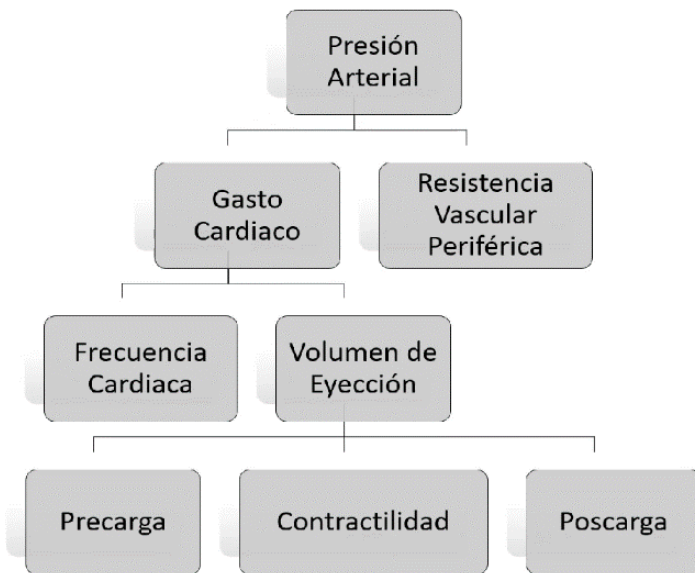 Presión
Arterial
Gasto
Cardiaco
Resistencia
Vascular
Periférica
Frecuencia
Cardiaca
Volumen de
Eyección
Precarga
Contractilidad
Poscarga